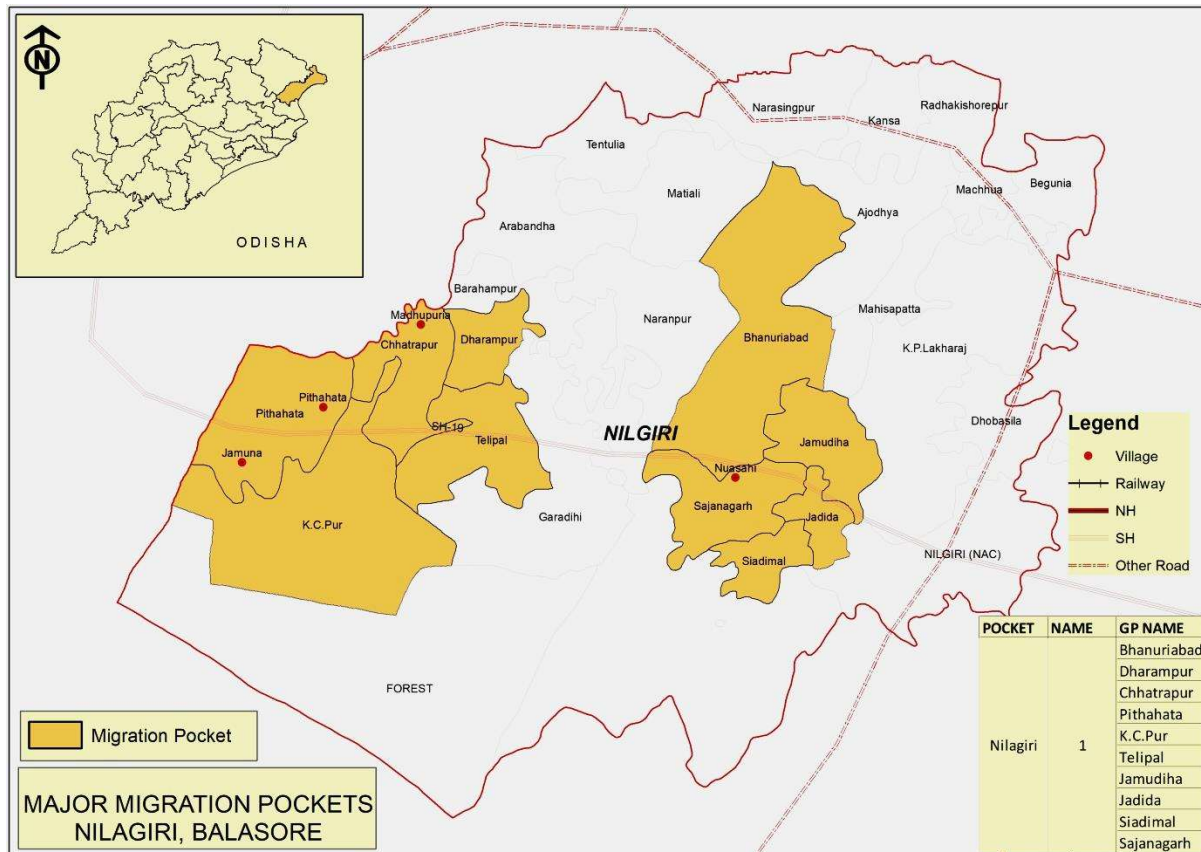 N
ODISHA
Narasingpur
Radhakishorepur
Kansa
Tentulia
Matiali
Machhua
Begunia
Ajodhya
Arabandha
Barahampur
Madhupuria
Chhatrapur
Dharampur
Naranpur
Bhanuriabad
Mahisapatta
K.P.Lakharaj
Pithahata
Pithahata
SH-19
Telipal
NILGIRI
Jamudiha
Dhobasila
Jamuna
Nuasahi
Sajanagarh
Jadida
K.C.Pur
Garadihi
Siadimal
NILGIRI (NAC)
FOREST
Legend
Village
Railway
NH
SH
Other Road
POCKET NAME GP NAME
Nilagiri 1
Bhanuriabad
Dharampur
Chhatrapur
Pithahata
K.C.Pur
Telipal
Jamudiha
Jadida
Siadimal
Sajanagarh
Migration Pocket
MAJOR MIGRATION POCKETS
NILAGIRI, BALASORE